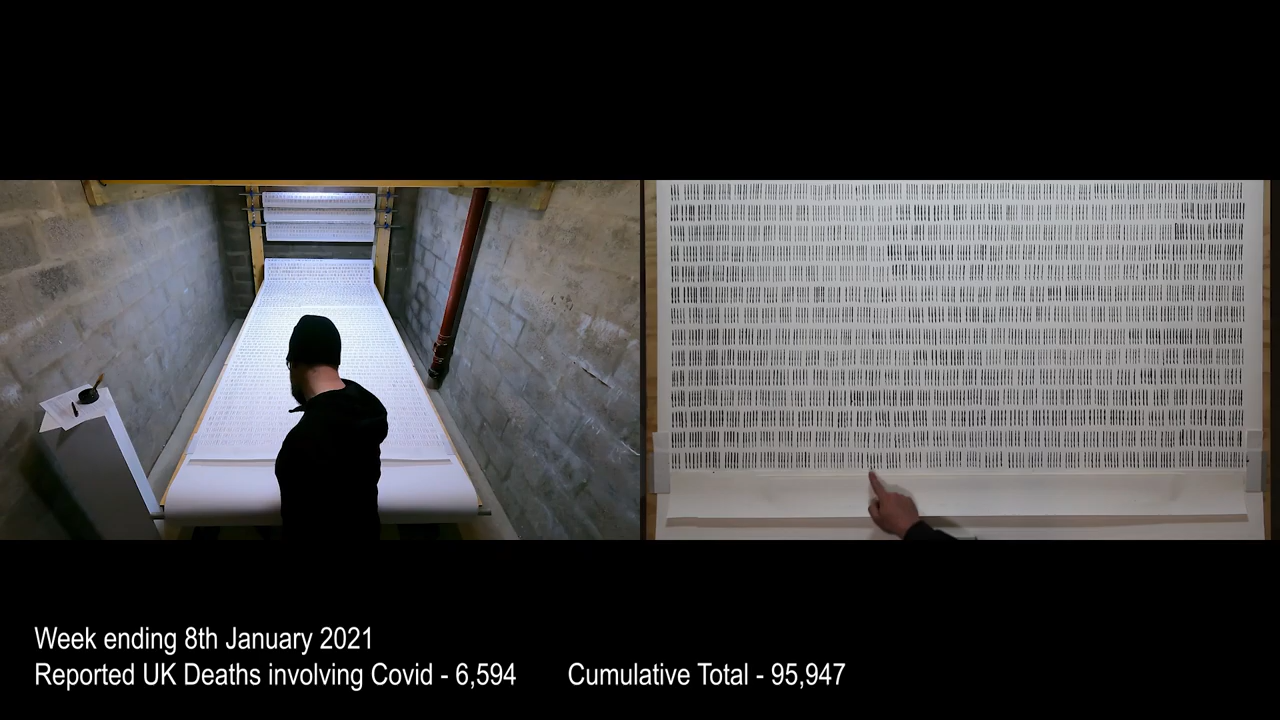 Week ending 8th January 2021
Reported UK Deaths involving Covid - 6,594 Cumulative Total - 95,947